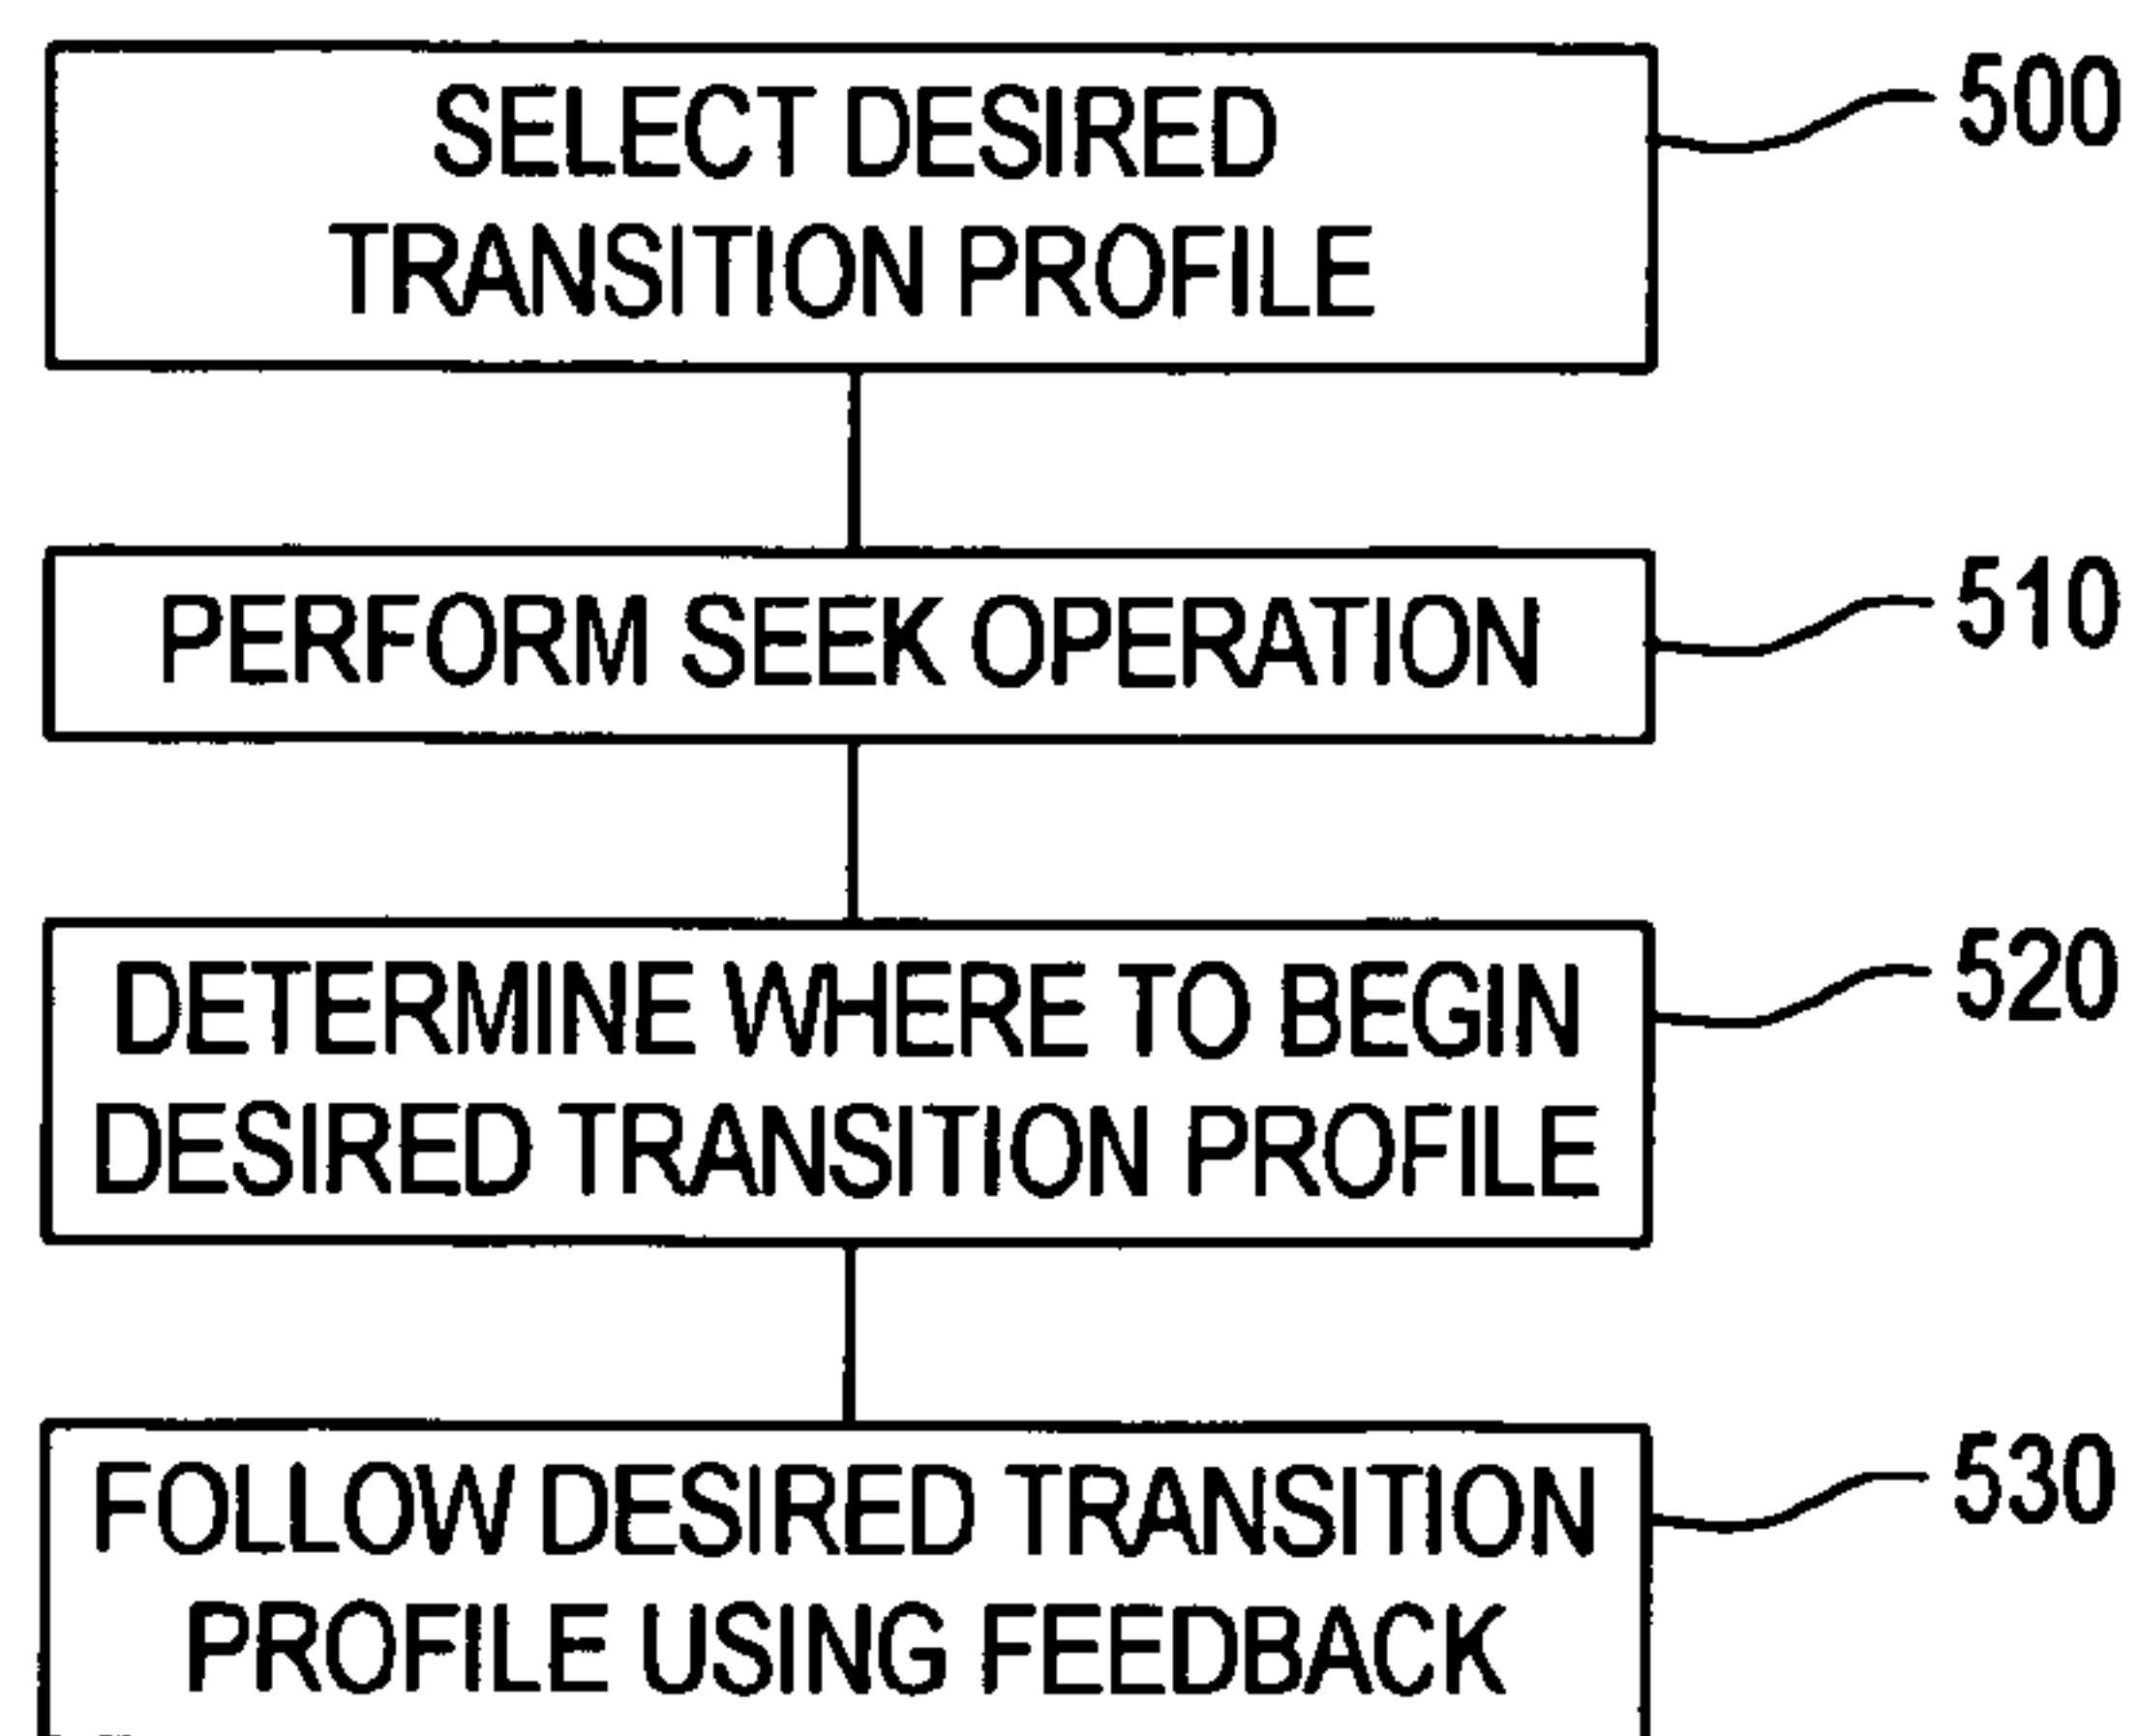 SELECT DESIRED
TRANSITION PROFILE
500
PERFORM SEEK OPERATION
510
DETERMINE WHERE TO BEGIN
DESIRED TRANSITION PROFILE
520
FOLLOW DESIRED TRANSITION
PROFILE USING FEEDBACK
530